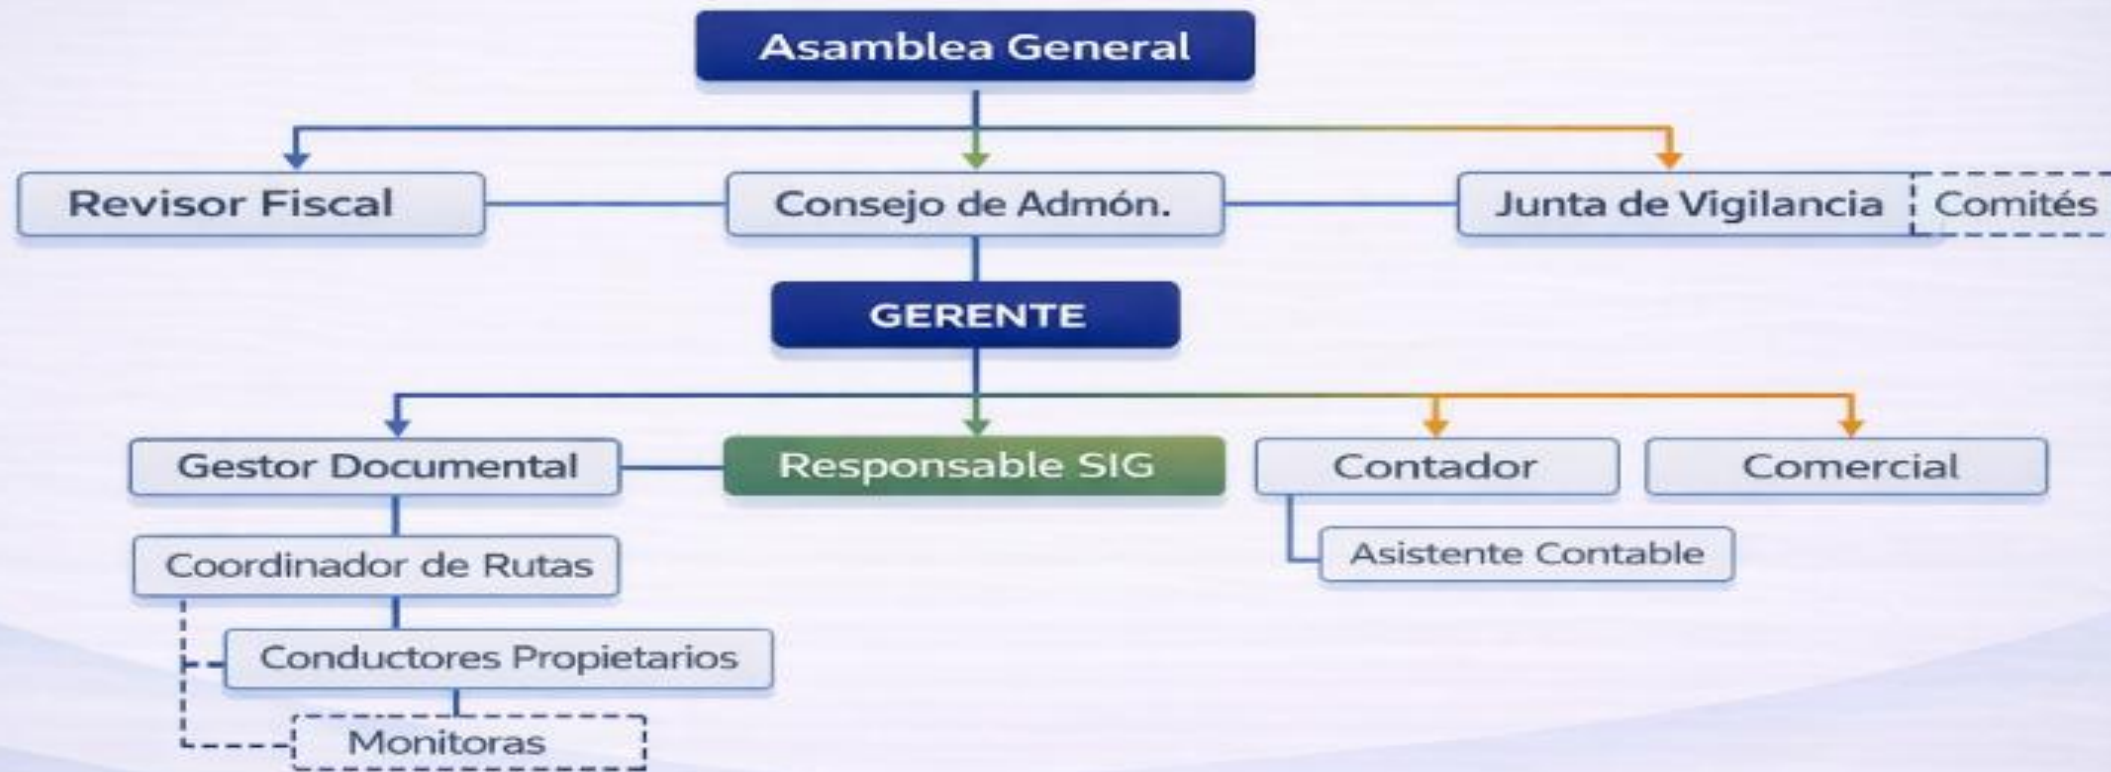 Asamblea General
Revisor Fiscal
Consejo de Admón.
Junta de Vigilancia
Comités
GERENTE
Gestor Documental
Responsable SIG
Contador
Comercial
Coordinador de Rutas
Asistente Contable
Conductores Propietarios
Monitoras